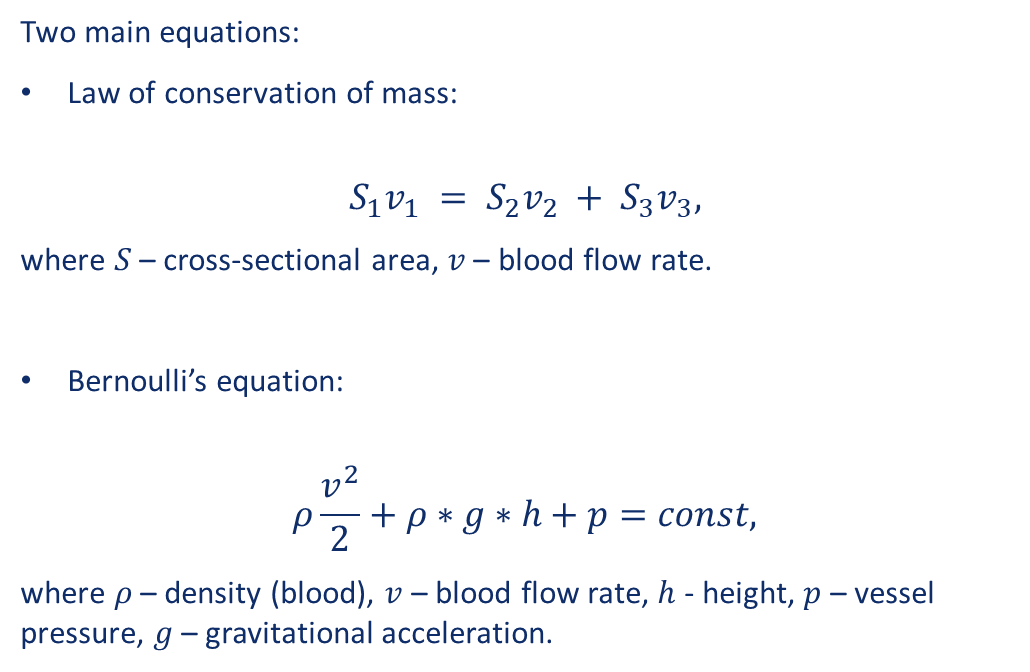 Two main equations:
• Law of conservation of mass:
S₁v₁ = S₂v₂ + S₃v₃,
where S – cross-sectional area, v – blood flow rate.
• Bernoulli’s equation:
ρ v²/2 + ρ * g * h + p = const,
where ρ – density (blood), v – blood flow rate, h - height, p – vessel
pressure, g – gravitational acceleration.